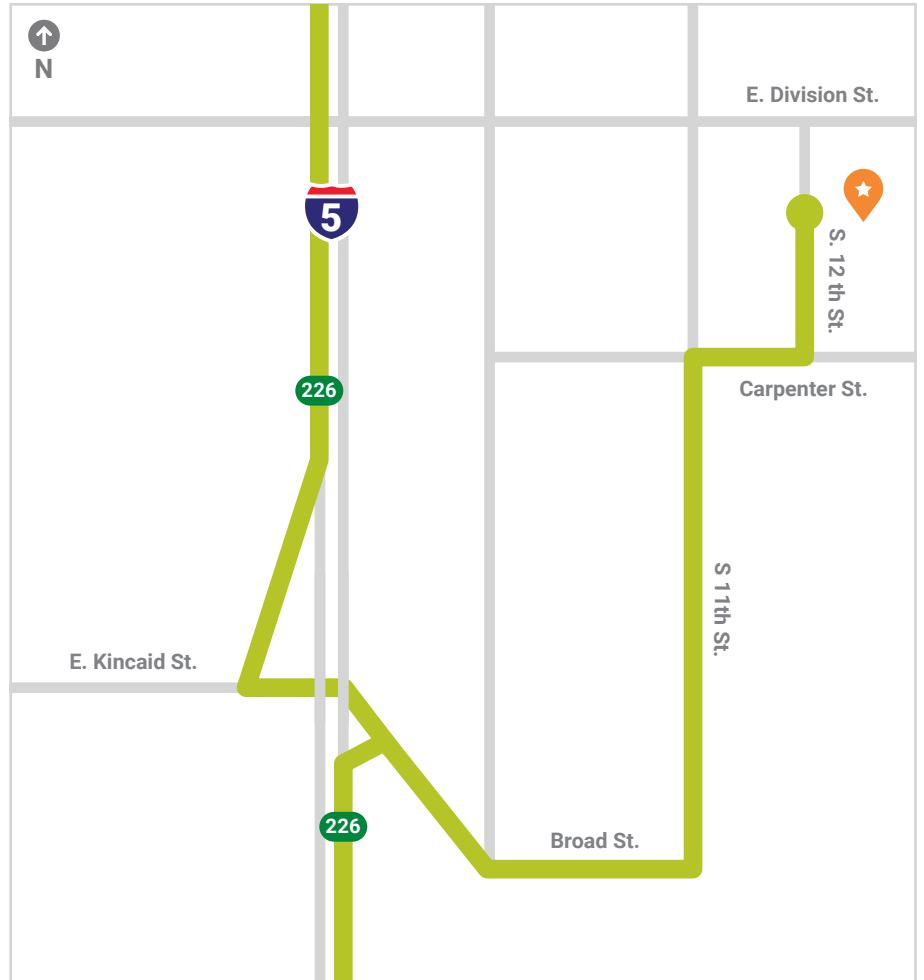 N
E. Division St.
5
S. 12 th St.
226
Carpenter St.
S 11th St.
E. Kincaid St.
226
Broad St.